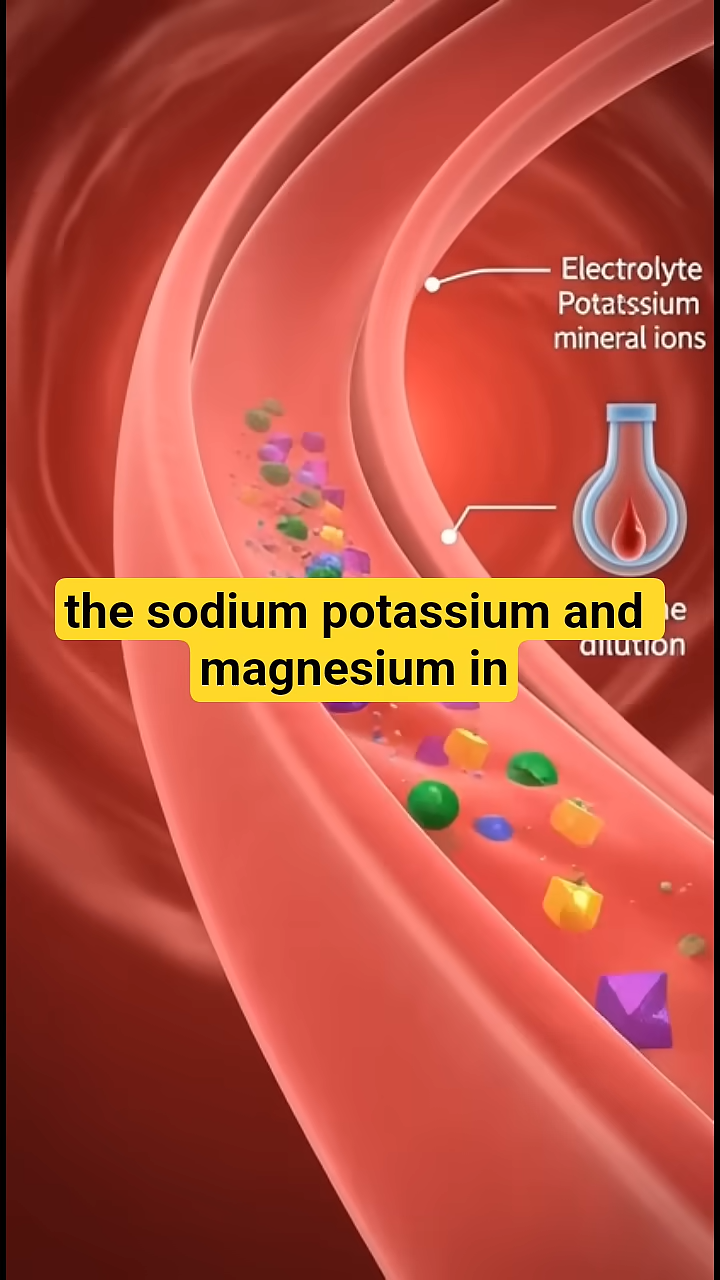 Electrolyte
Potatssium
mineral ions
the sodium potassium and
magnesium in
dilution